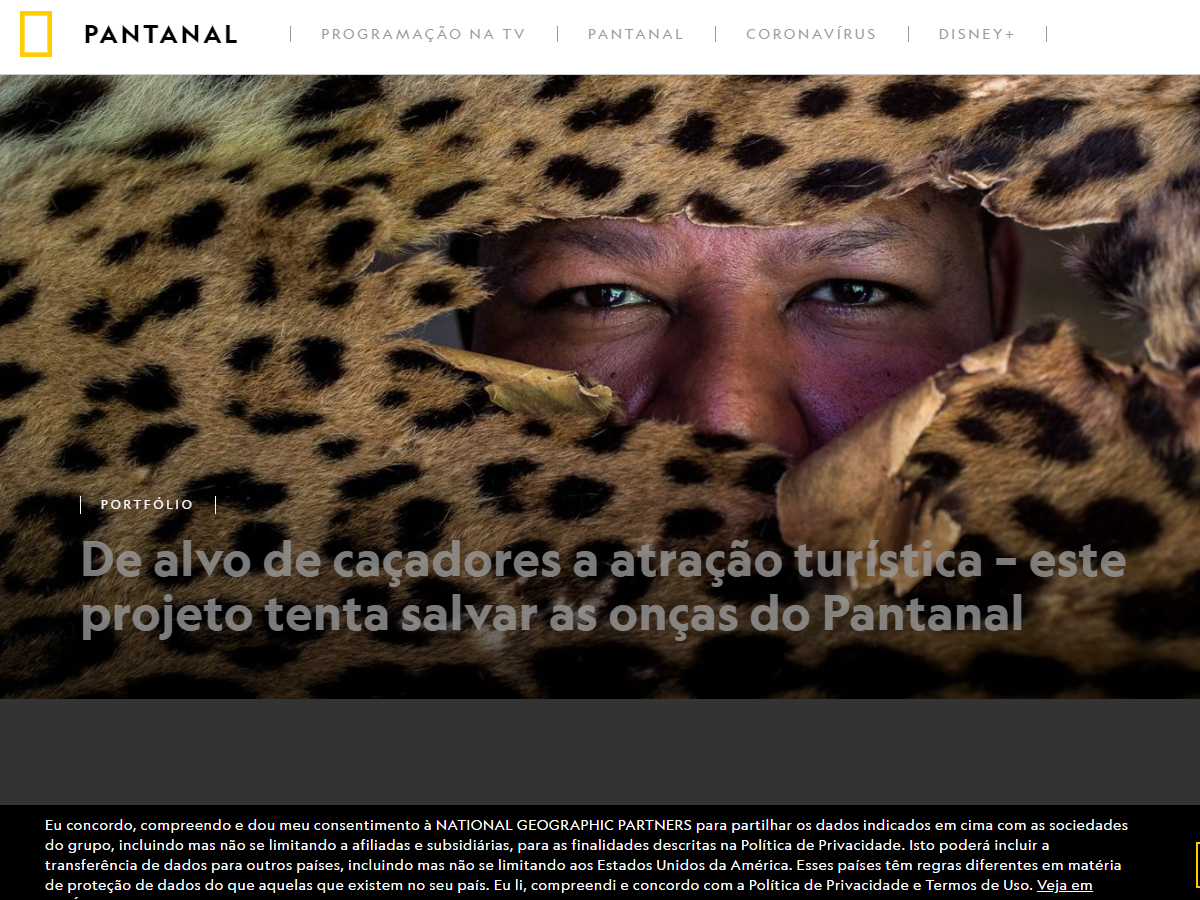 PANTANAL
PROGRAMAÇÃO NA TV
PANTANAL
CORONAVÍRUS
DISNEY+
PORTFÓLIO
De alvo de caçadores a atração turística – este
projeto tenta salvar as onças do Pantanal
Eu concordo, compreendo e dou meu consentimento à NATIONAL GEOGRAPHIC PARTNERS para partilhar os dados indicados em cima com as sociedades
do grupo, incluindo mas não se limitando a afiliadas e subsidiárias, para as finalidades descritas na Política de Privacidade. Isto poderá incluir a
transferência de dados para outros países, incluindo mas não se limitando aos Estados Unidos da América. Esses países têm regras diferentes em matéria
de proteção de dados do que aquelas que existem no seu país. Eu li, compreendi e concordo com a Política de Privacidade e Termos de Uso. Veja em